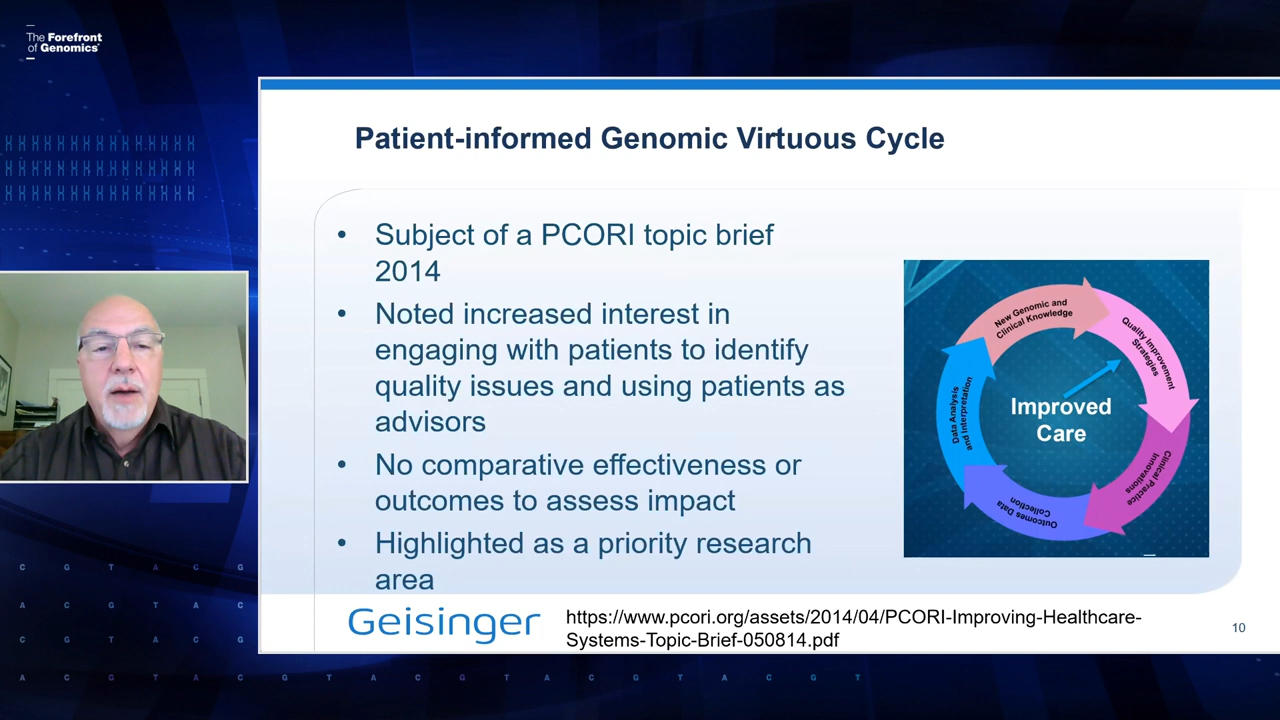 The Forefront
of Genomics®
Patient-informed Genomic Virtuous Cycle
• Subject of a PCORI topic brief
2014
• Noted increased interest in
engaging with patients to identify
quality issues and using patients as
advisors
• No comparative effectiveness or
outcomes to assess impact
• Highlighted as a priority research
area
New Genomic and
Clinical Knowledge
Quality Improvement
Strategies
Clinical Practice
Innovations
Outcomes Data
Collection
Data Analysis
and Interpretation
Improved
Care
Geisinger
https://www.pcori.org/assets/2014/04/PCORI-Improving-Healthcare-
Systems-Topic-Brief-050814.pdf
10
C G T A C G
A C G T A C
A C G T A C
A C G T A C G T A C G T A C G T A C G T